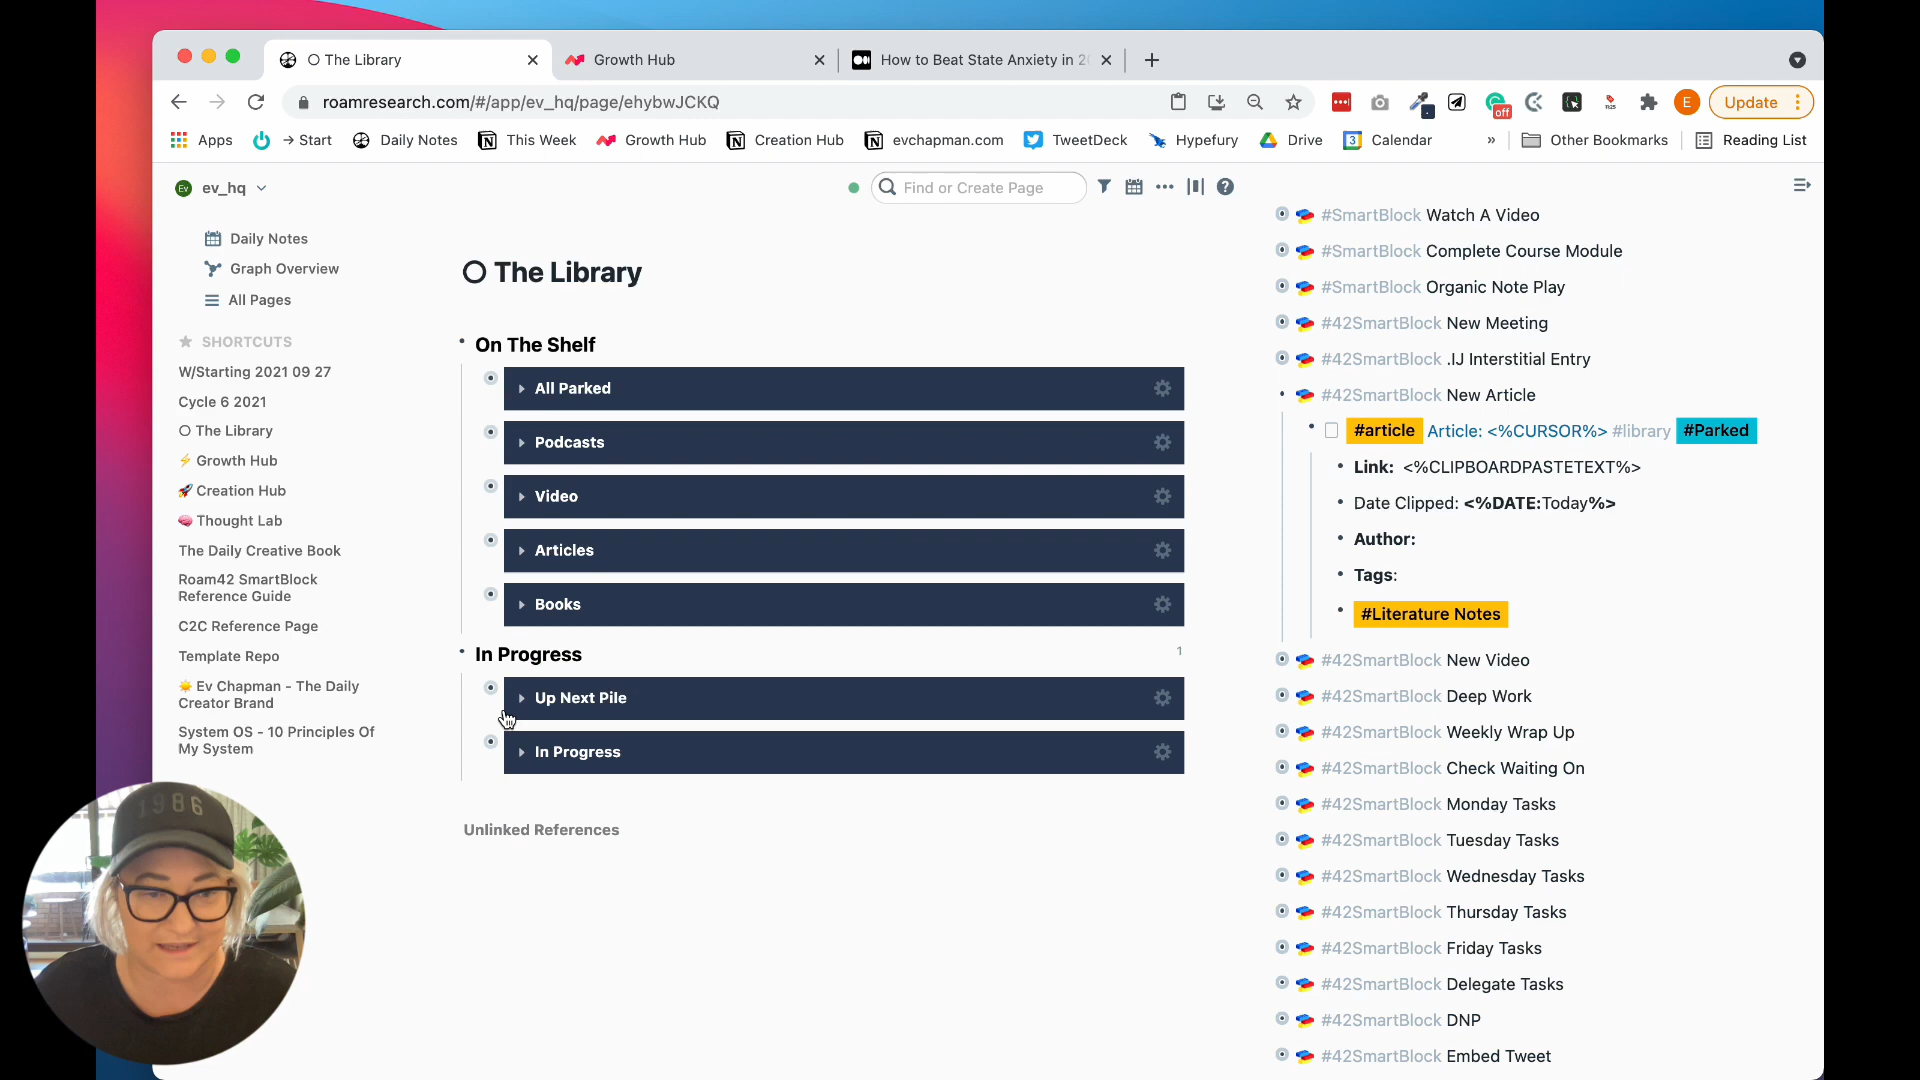 The Library
Growth Hub
How to Beat State Anxiety in 20
roamresearch.com/#/app/ev_hq/page/ehybwJCKQ
off
E
Update
Apps
→ Start
Daily Notes
This Week
Growth Hub
Creation Hub
evchapman.com
TweetDeck
Hypefury
Drive
3
Calendar
»
Other Bookmarks
Reading List
Ev
ev_hq
Find or Create Page
Daily Notes
Graph Overview
All Pages
SHORTCUTS
W/Starting 2021 09 27
Cycle 6 2021
The Library
Growth Hub
Creation Hub
Thought Lab
The Daily Creative Book
Roam42 SmartBlock
Reference Guide
C2C Reference Page
Template Repo
Ev Chapman - The Daily
Creator Brand
System OS - 10 Principles Of
My System
The Library
On The Shelf
All Parked
Podcasts
Video
Articles
Books
In Progress
1
Up Next Pile
In Progress
Unlinked References
#SmartBlock Watch A Video
#SmartBlock Complete Course Module
#SmartBlock Organic Note Play
#42SmartBlock New Meeting
#42SmartBlock .IJ Interstitial Entry
#42SmartBlock New Article
#article Article: <%CURSOR%> #library #Parked
Link: <%CLIPBOARDPASTETEXT%>
Date Clipped: <%DATE:Today%>
Author:
Tags:
#Literature Notes
#42SmartBlock New Video
#42SmartBlock Deep Work
#42SmartBlock Weekly Wrap Up
#42SmartBlock Check Waiting On
#42SmartBlock Monday Tasks
#42SmartBlock Tuesday Tasks
#42SmartBlock Wednesday Tasks
#42SmartBlock Thursday Tasks
#42SmartBlock Friday Tasks
#42SmartBlock Delegate Tasks
#42SmartBlock DNP
#42SmartBlock Embed Tweet
1986